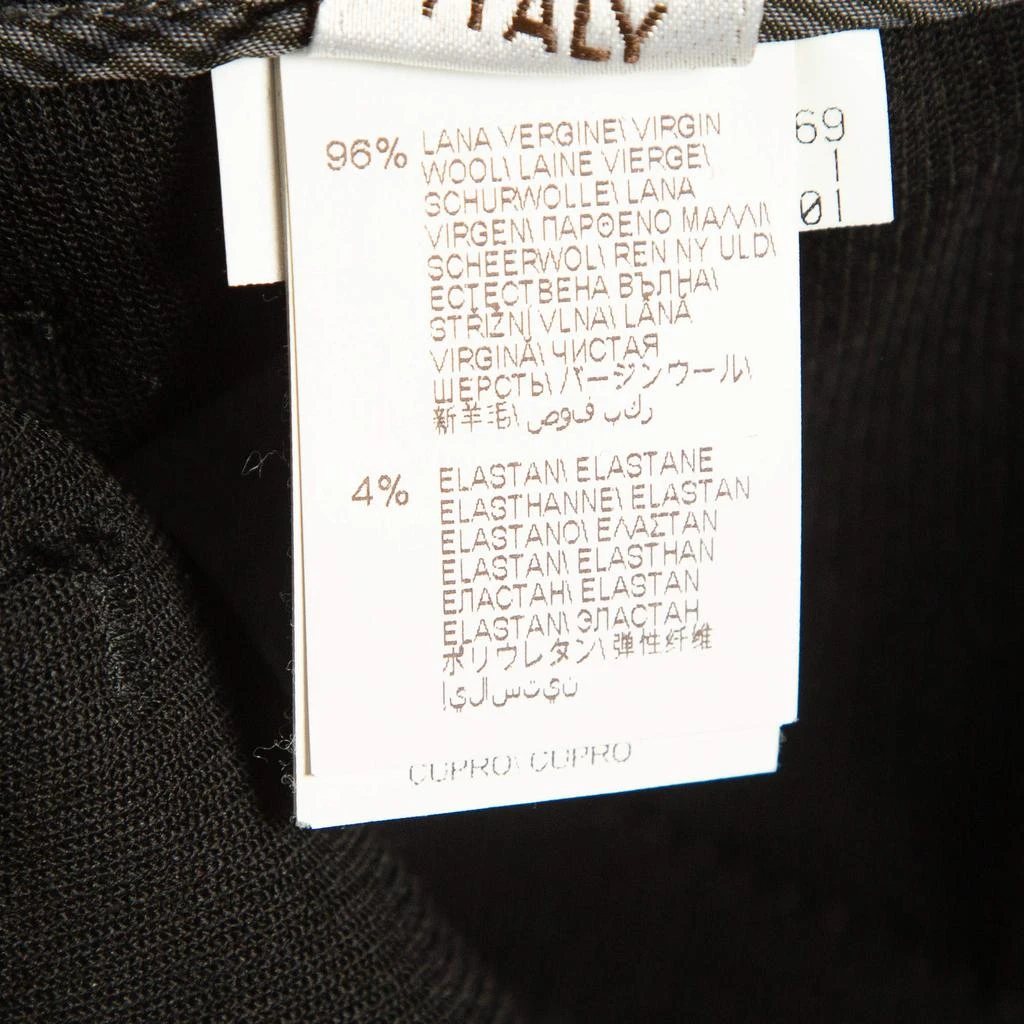 ITALY
69
1
01
96% LANA VERGINE\ VIRGIN
WOOL\ LAINE VIERGE\
SCHURWOLLE\ LANA
VIRGEN\ ΠΑΡΘΕΝΟ ΜΑΛΛΙ\
SCHEERWOL\ REN NY ULD\
ЕСТЕСТВЕНА ВЪЛНА\
STŘIŽNÍ VLNA\ LÂNĂ
VIRGINĂ\ ЧИСТАЯ
ШЕРСТЬ\ バージンウール\
新羊毛\ صوف بكر
4% ELASTAN\ ELASTANE
ELASTHANNE\ ELASTAN
ELASTANO\ ΕΛΑΣΤΑΝ
ELASTAN\ ELASTHAN
ЕЛАСТАН\ ELASTAN
ELASTAN\ ЭЛАСТАН
ポリウレタン\ 弹性纤维
CUPRO\ CUPRO